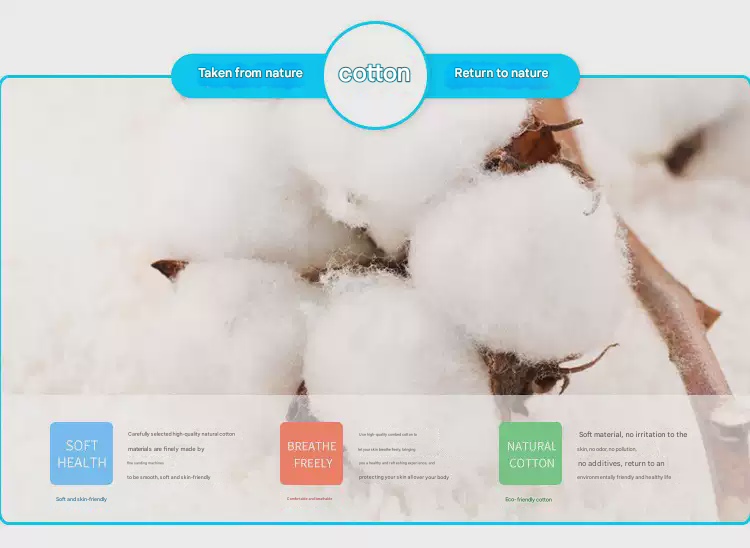 Taken from nature
cotton
Return to nature
SOFT
HEALTH
Carefully selected high-quality natural cotton
materials are finely made by
the combing machines
to be smooth, soft and skin-friendly
Soft and skin-friendly
BREATHE
FREELY
Use high quality combed cotton to
let your skin breathe freely, bringing
you a healthy and refreshing experience, and
protecting your skin all over your body
Comfortable and breathable
NATURAL
COTTON
Soft material, no irritation to the
skin, no odor, no pollution,
no additives, return to an
environmentally friendly and healthy life
Eco-friendly cotton